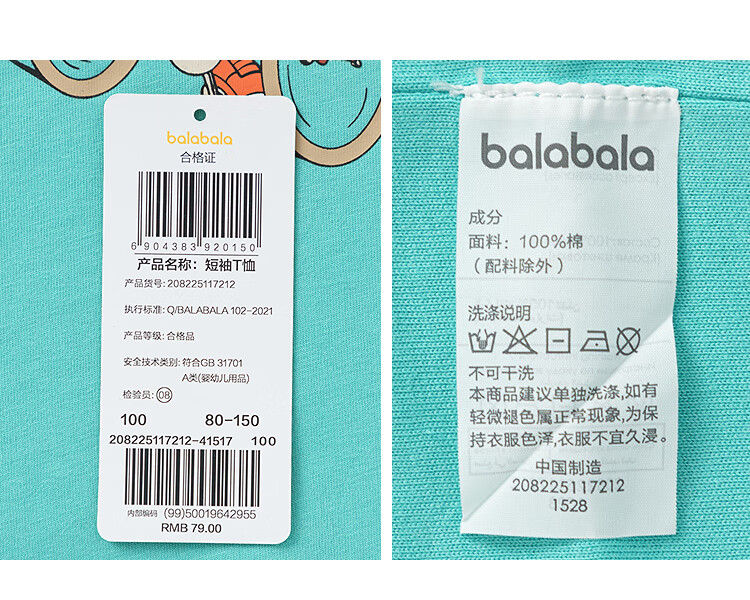 balabala
合格证
6 904383 920150
产品名称：短袖T恤
产品货号: 208225117212
执行标准: Q/BALABALA 102-2021
产品等级: 合格品
安全技术类别: 符合GB 31701
A类(婴幼儿用品)
检验员: 08
100 80-150
208225117212-41517 100
内部编码 (99)50019642955
RMB 79.00
balabala
成分
面料：100%棉
（配料除外）
洗涤说明
不可干洗
本商品建议单独洗涤,如有
轻微褪色属正常现象,为保
持衣服色泽,衣服不宜久浸。
中国制造
208225117212
1528